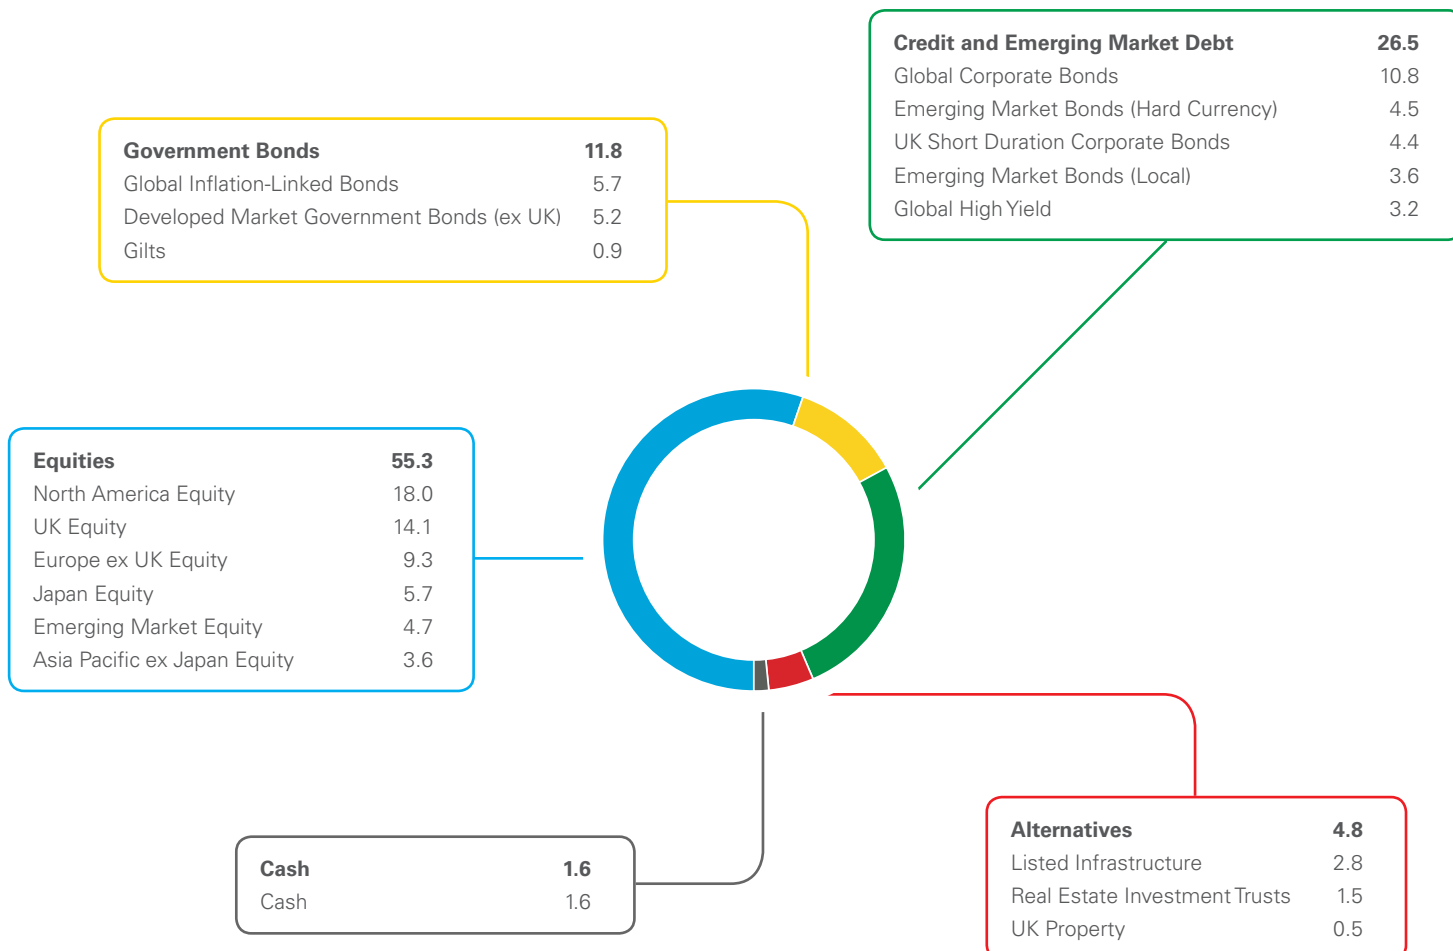 Credit and Emerging Market Debt 26.5
Global Corporate Bonds 10.8
Emerging Market Bonds (Hard Currency) 4.5
UK Short Duration Corporate Bonds 4.4
Emerging Market Bonds (Local) 3.6
Global High Yield 3.2
Government Bonds 11.8
Global Inflation-Linked Bonds 5.7
Developed Market Government Bonds (ex UK) 5.2
Gilts 0.9
Equities 55.3
North America Equity 18.0
UK Equity 14.1
Europe ex UK Equity 9.3
Japan Equity 5.7
Emerging Market Equity 4.7
Asia Pacific ex Japan Equity 3.6
Cash 1.6
Cash 1.6
Alternatives 4.8
Listed Infrastructure 2.8
Real Estate Investment Trusts 1.5
UK Property 0.5